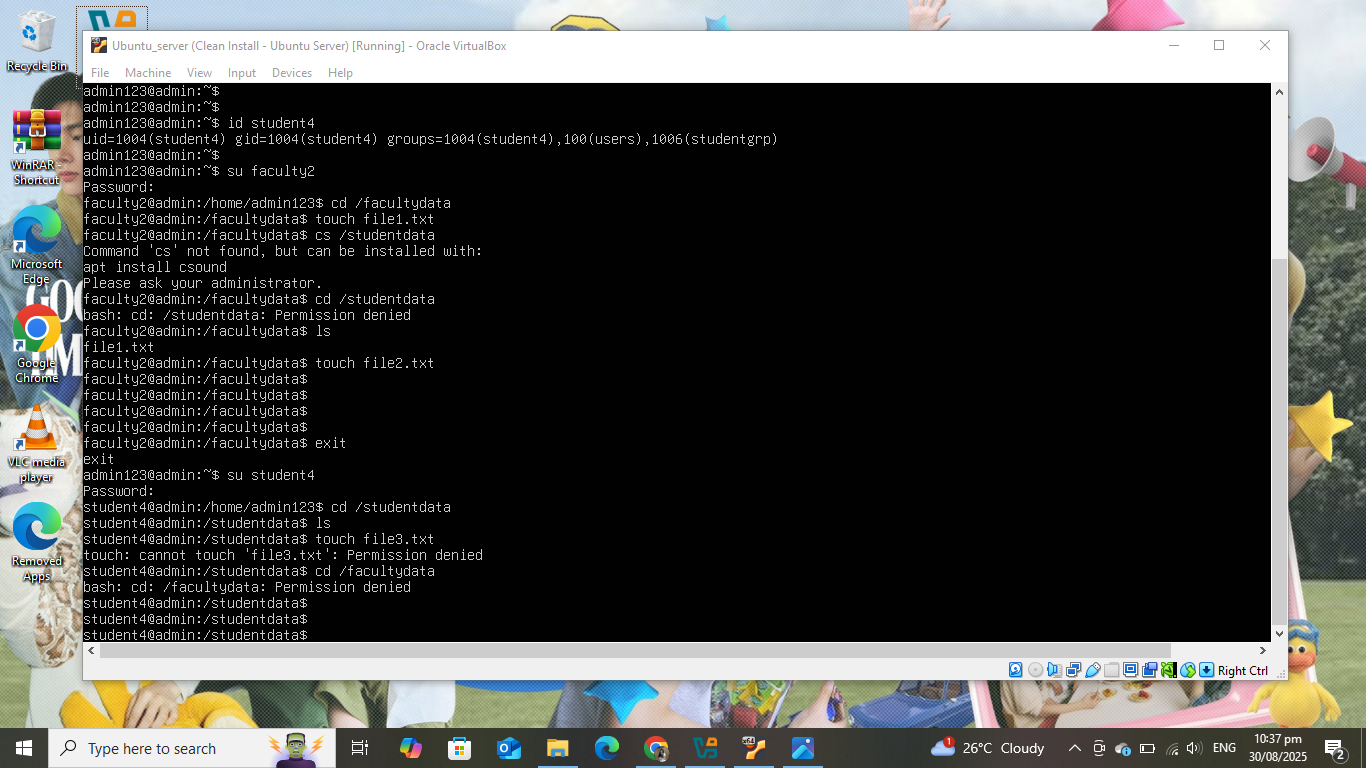 Recycle Bin
WinRAR -
Shortcut
Microsoft
Edge
Google
Chrome
VLC media
player
Removed
Apps
Ubuntu_server (Clean Install - Ubuntu Server) [Running] - Oracle VirtualBox
File Machine View Input Devices Help
admin123@admin:~$
admin123@admin:~$
admin123@admin:~$ id student4
uid=1004(student4) gid=1004(student4) groups=1004(student4),100(users),1006(studentgrp)
admin123@admin:~$
admin123@admin:~$ su faculty2
Password:
faculty2@admin:/home/admin123$ cd /facultydata
faculty2@admin:/facultydata$ touch file1.txt
faculty2@admin:/facultydata$ cs /studentdata
Command 'cs' not found, but can be installed with:
apt install csound
Please ask your administrator.
faculty2@admin:/facultydata$ cd /studentdata
bash: cd: /studentdata: Permission denied
faculty2@admin:/facultydata$ ls
file1.txt
faculty2@admin:/facultydata$ touch file2.txt
faculty2@admin:/facultydata$
faculty2@admin:/facultydata$
faculty2@admin:/facultydata$
faculty2@admin:/facultydata$
faculty2@admin:/facultydata$ exit
exit
admin123@admin:~$ su student4
Password:
student4@admin:/home/admin123$ cd /studentdata
student4@admin:/studentdata$ ls
student4@admin:/studentdata$ touch file3.txt
touch: cannot touch 'file3.txt': Permission denied
student4@admin:/studentdata$ cd /facultydata
bash: cd: /facultydata: Permission denied
student4@admin:/studentdata$
student4@admin:/studentdata$
student4@admin:/studentdata$
Right Ctrl
Type here to search
x64
1
26°C Cloudy
ENG
10:37 pm
30/08/2025
2